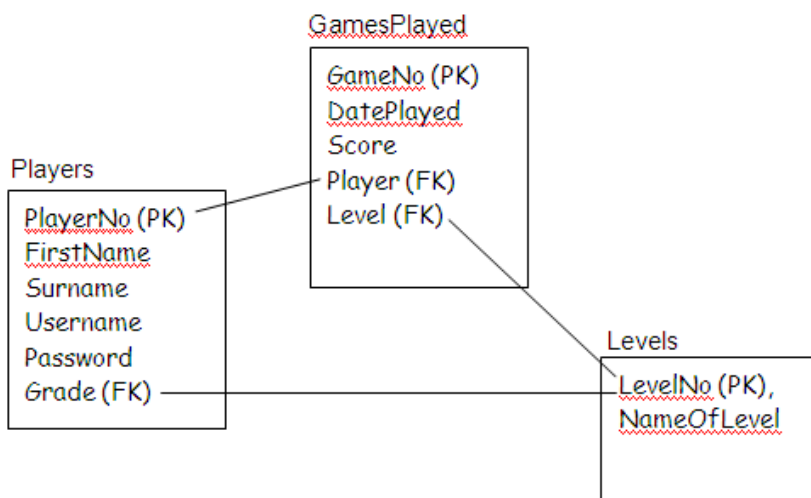 GamesPlayed
GameNo (PK)
DatePlayed
Score
Player (FK)
Level (FK)
Players
PlayerNo (PK)
FirstName
Surname
Username
Password
Grade (FK)
Levels
LevelNo (PK),
NameOfLevel